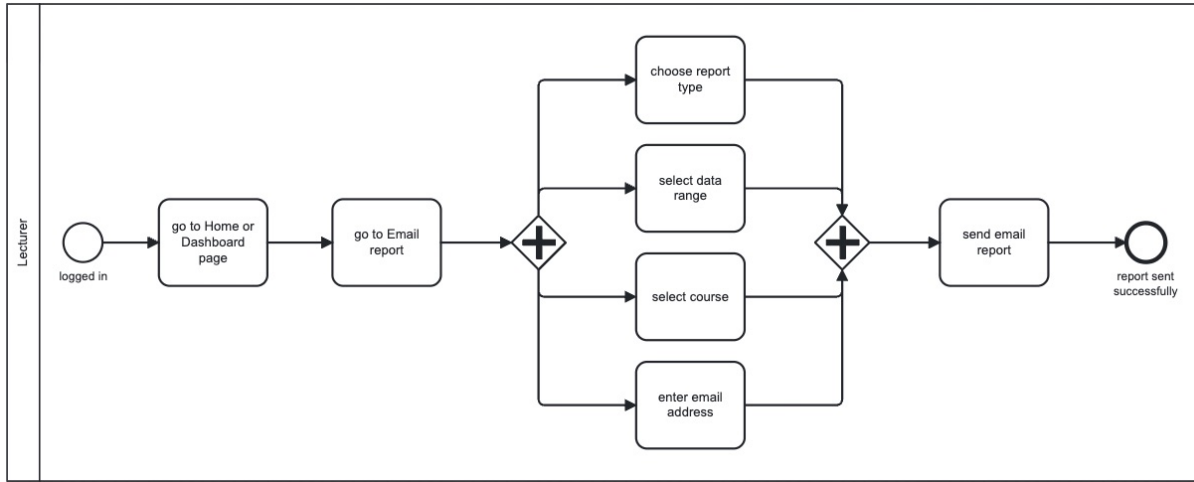 Lecturer
logged in
go to Home or
Dashboard
page
go to Email
report
choose report
type
select data
range
select course
enter email
address
send email
report
report sent
successfully